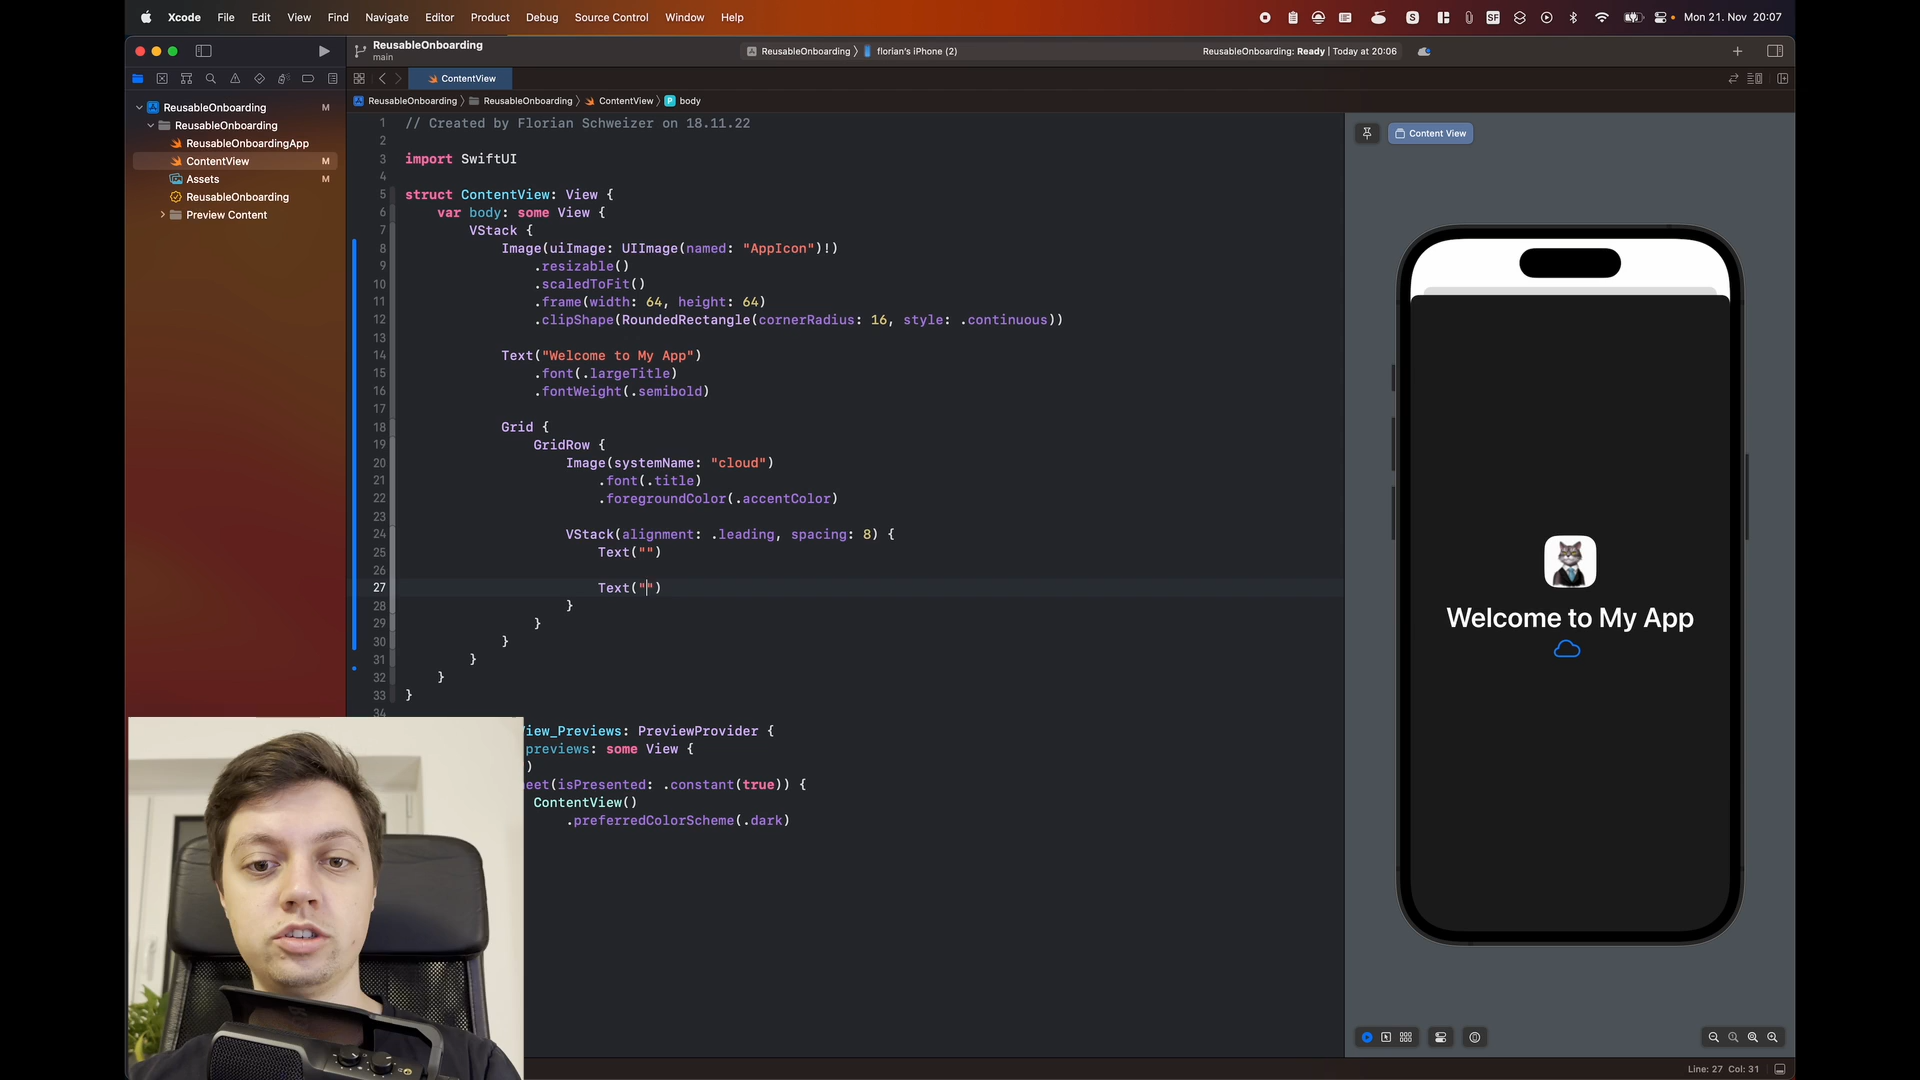 Xcode File Edit View Find Navigate Editor Product Debug Source Control Window Help
S
SF
Mon 21. Nov 20:07
ReusableOnboarding
main
ReusableOnboarding
florian's iPhone (2)
ReusableOnboarding: Ready | Today at 20:06
ContentView
ReusableOnboarding ReusableOnboarding ContentView P body
ReusableOnboarding M
ReusableOnboarding
ReusableOnboardingApp
ContentView M
Assets M
ReusableOnboarding
Preview Content
1 // Created by Florian Schweizer on 18.11.22
2
3 import SwiftUI
4
5 struct ContentView: View {
6 var body: some View {
7 VStack {
8 Image(uiImage: UIImage(named: "AppIcon")!)
9 .resizable()
10 .scaledToFit()
11 .frame(width: 64, height: 64)
12 .clipShape(RoundedRectangle(cornerRadius: 16, style: .continuous))
13
14 Text("Welcome to My App")
15 .font(.largeTitle)
16 .fontWeight(.semibold)
17
18 Grid {
19 GridRow {
20 Image(systemName: "cloud")
21 .font(.title)
22 .foregroundColor(.accentColor)
23
24 VStack(alignment: .leading, spacing: 8) {
25 Text("")
26
27 Text("")
28 }
29 }
30 }
31 }
32 }
33 }
34
iew_Previews: PreviewProvider {
previews: some View {
)
eet(isPresented: .constant(true)) {
ContentView()
.preferredColorScheme(.dark)
Content View
Welcome to My App
Line: 27 Col: 31